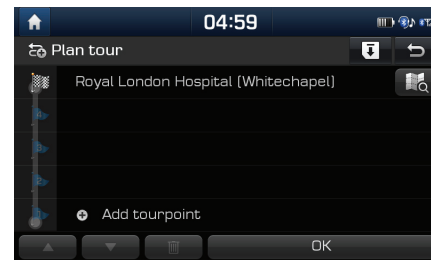 04:59
Plan tour
Royal London Hospital (Whitechapel)
Add tourpoint
OK